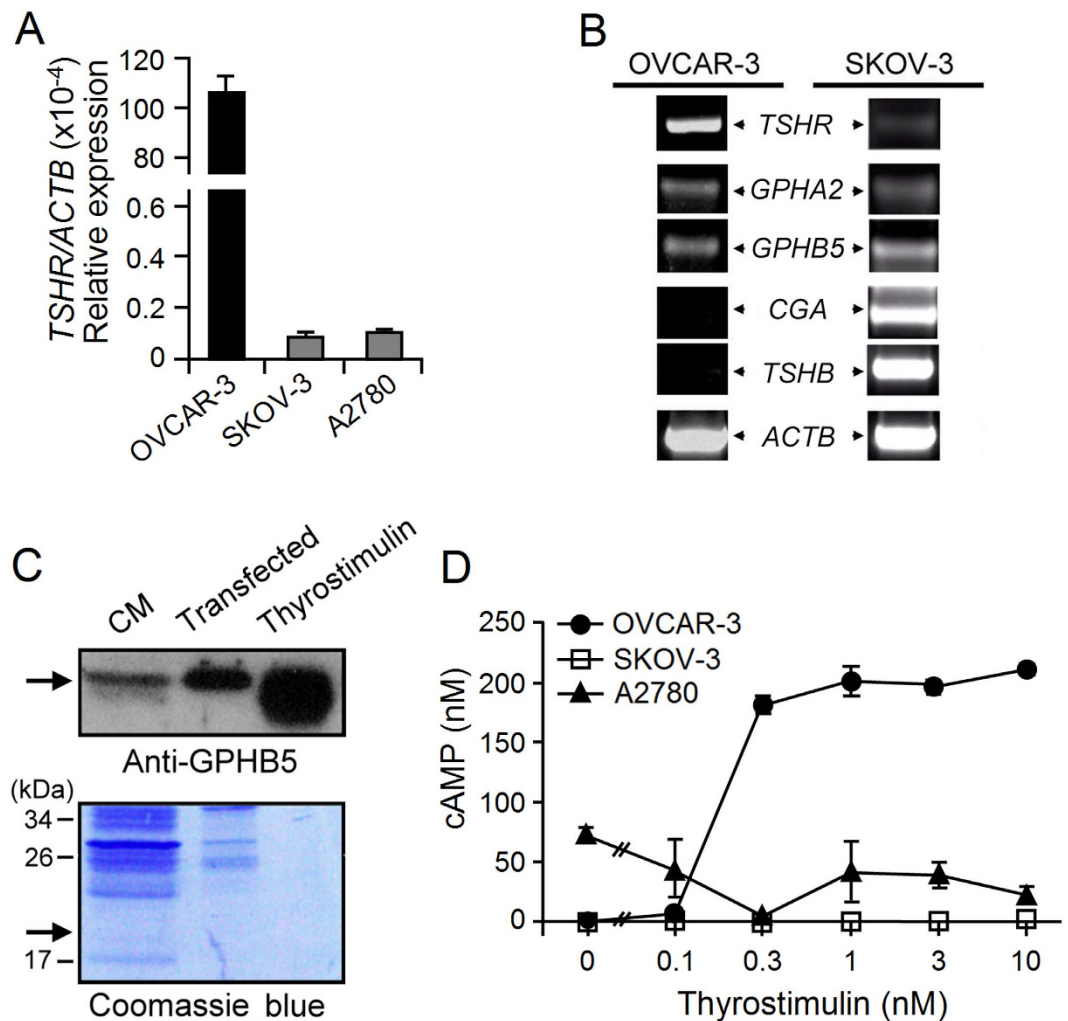 A
TSHR/ACTB (x10-4)
Relative expression
120
100
80
0.6
0.4
0.2
0
OVCAR-3
SKOV-3
A2780
B
OVCAR-3 SKOV-3
TSHR
GPHA2
GPHB5
CGA
TSHB
ACTB
C
CM Transfected Thyrostimulin
Anti-GPHB5
(kDa)
34
26
17
Coomassie blue
D
OVCAR-3
SKOV-3
A2780
cAMP (nM)
250
200
150
100
50
0
0 0.1 0.3 1 3 10
Thyrostimulin (nM)